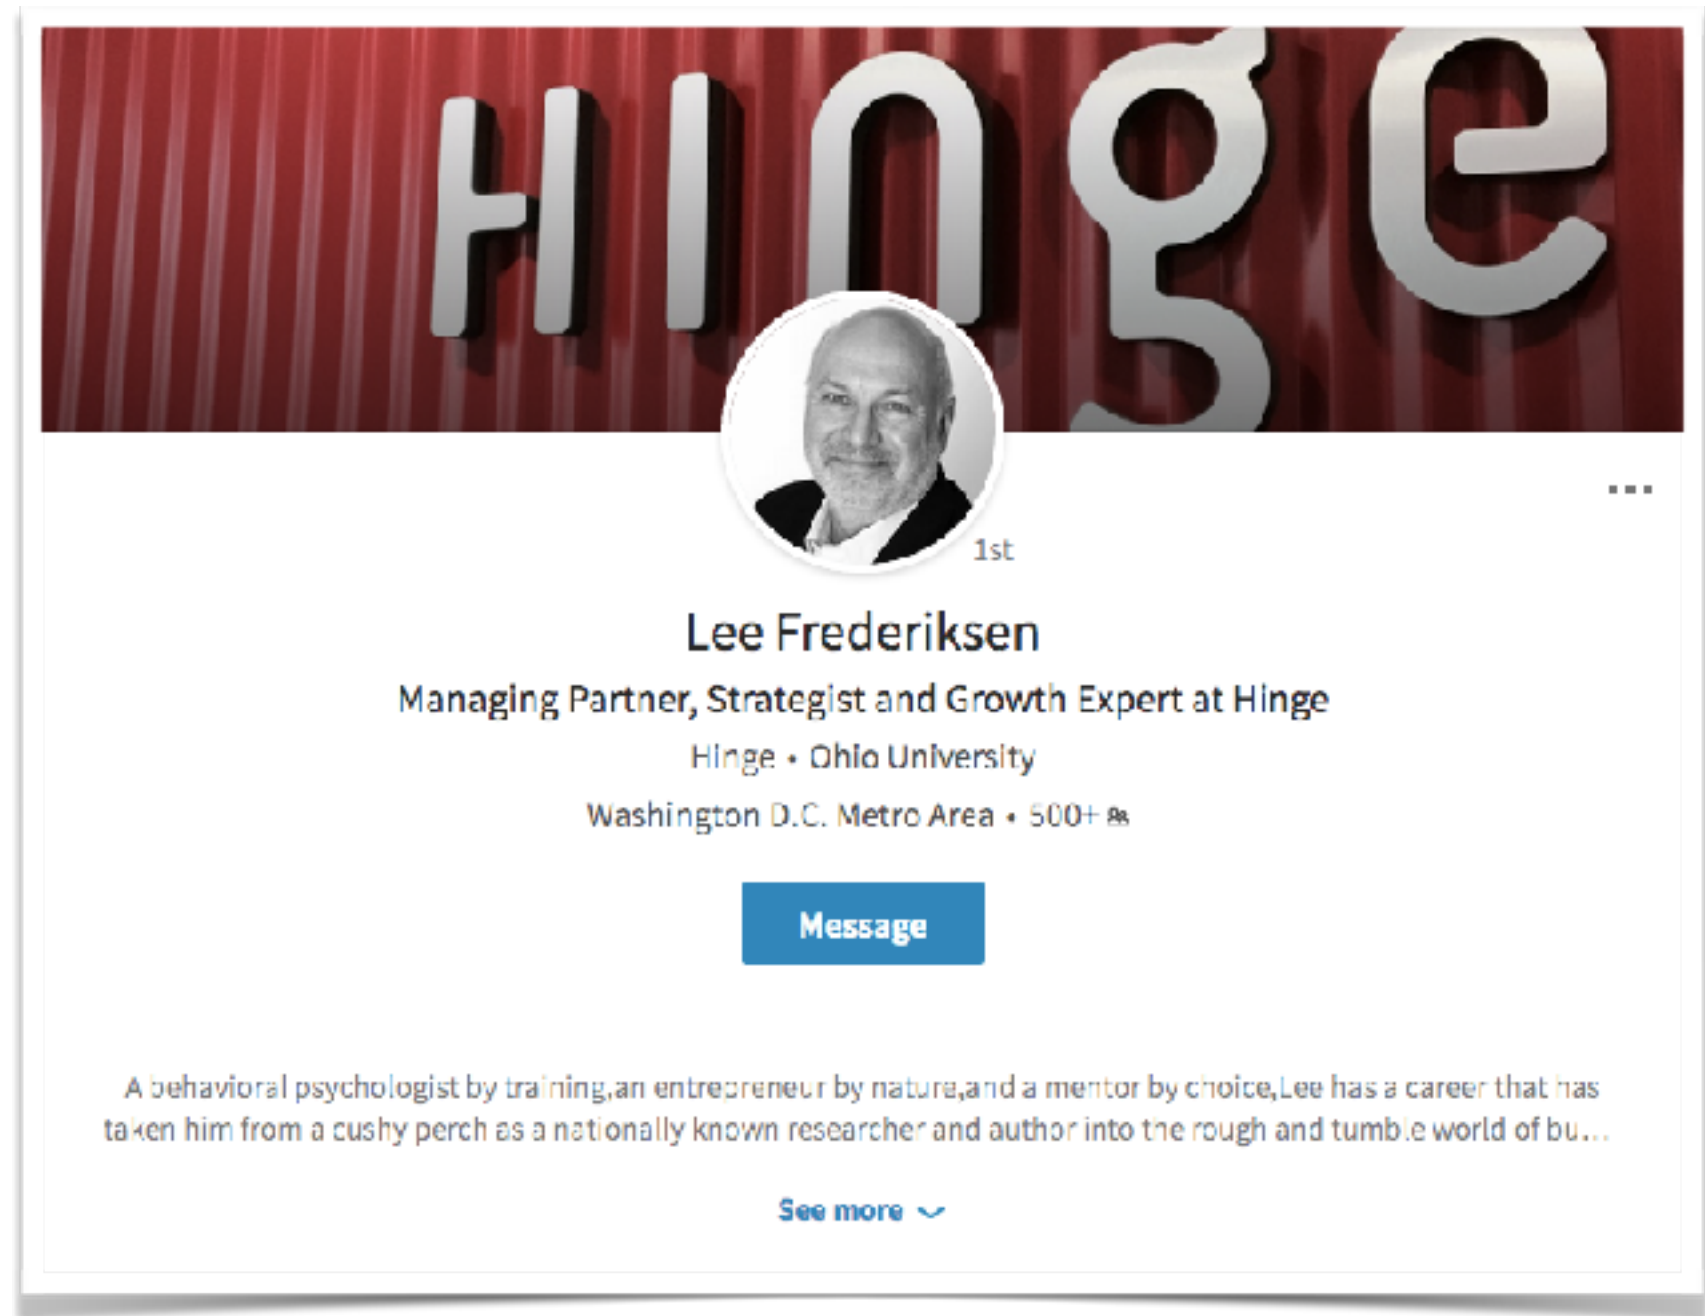 HINge
1st
Lee Frederiksen
Managing Partner, Strategist and Growth Expert at Hinge
Hinge • Ohio University
Washington D.C. Metro Area • 500+
Message
A behavioral psychologist by training,an entrepreneur by nature,and a mentor by choice,Lee has a career that has
taken him from a cushy perch as a nationally known researcher and author into the rough and tumble world of bu...
See more